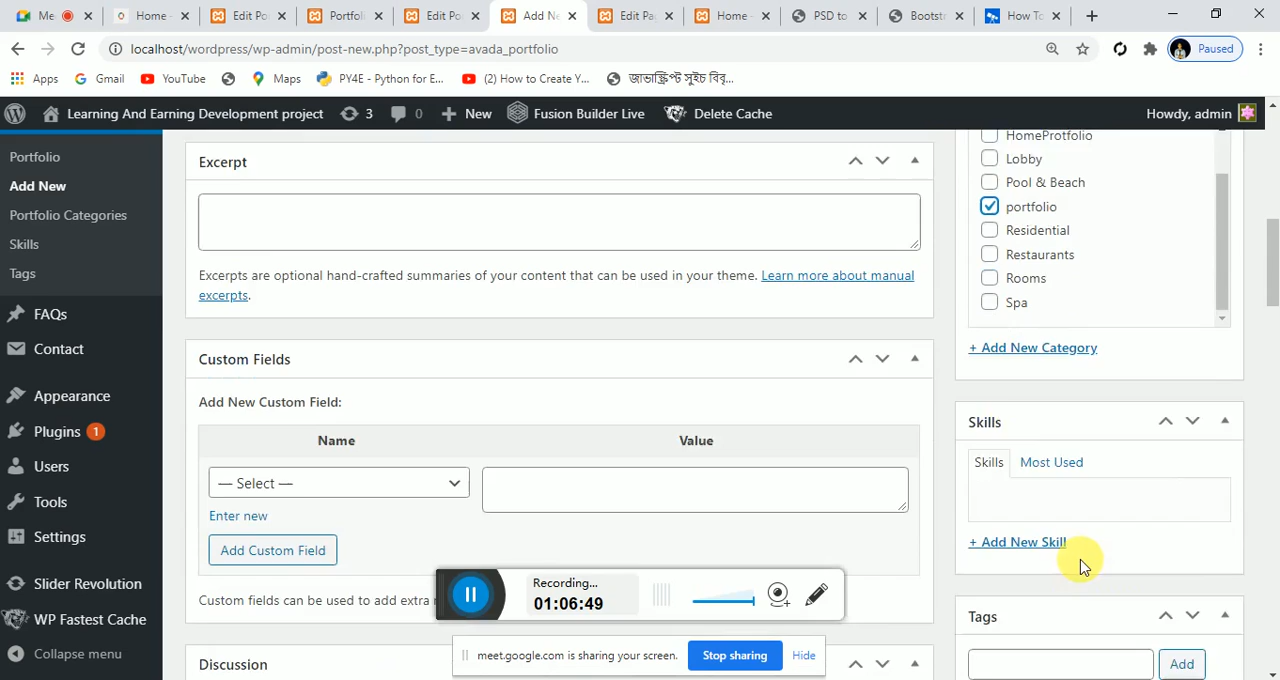 Me
Home -
Edit Po
Portfoli
Edit Po
Add Ne
Edit Pa
Home -
PSD to
Bootstr
How To
localhost/wordpress/wp-admin/post-new.php?post_type=avada_portfolio
Paused
Apps
Gmail
YouTube
Maps
PY4E - Python for E...
(2) How to Create Y...
জাভাস্ক্রিপ্ট সুইচ বিবৃ...
Learning And Earning Development project
3
0
New
Fusion Builder Live
Delete Cache
Howdy, admin
Portfolio
Add New
Portfolio Categories
Skills
Tags
FAQs
Contact
Appearance
Plugins 1
Users
Tools
Settings
Slider Revolution
WP Fastest Cache
Collapse menu
Excerpt
Excerpts are optional hand-crafted summaries of your content that can be used in your theme. Learn more about manual
excerpts.
Custom Fields
Add New Custom Field:
Name
Value
— Select —
Enter new
Add Custom Field
Custom fields can be used to add extra
Discussion
HomeProtfolio
Lobby
Pool & Beach
portfolio
Residential
Restaurants
Rooms
Spa
+ Add New Category
Skills
Skills
Most Used
+ Add New Skill
Tags
Add
Recording...
01:06:49
meet.google.com is sharing your screen.
Stop sharing
Hide